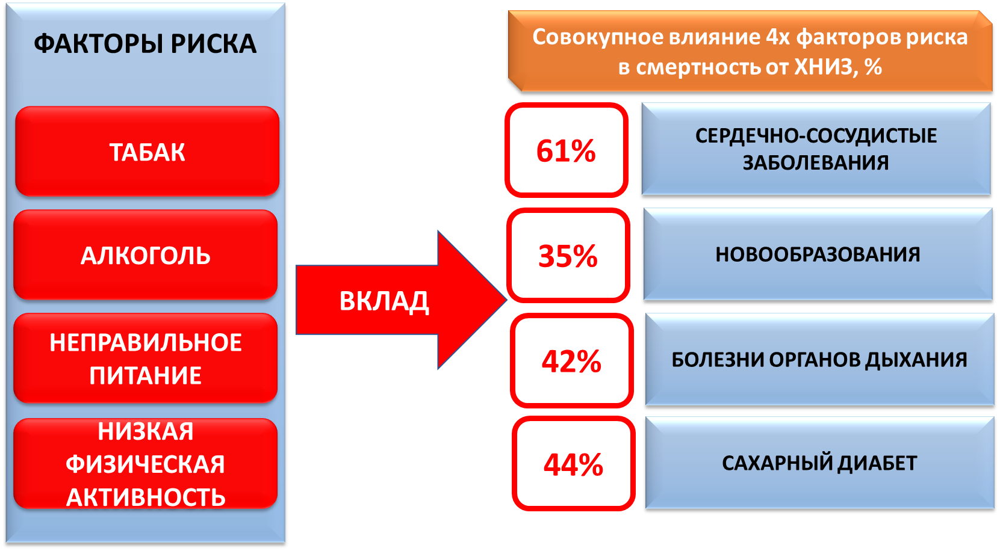 ФАКТОРЫ РИСКА
ТАБАК
АЛКОГОЛЬ
НЕПРАВИЛЬНОЕ
ПИТАНИЕ
НИЗКАЯ
ФИЗИЧЕСКАЯ
АКТИВНОСТЬ
ВКЛАД
Совокупное влияние 4х факторов риска
в смертность от ХНИЗ, %
61%
СЕРДЕЧНО-СОСУДИСТЫЕ
ЗАБОЛЕВАНИЯ
35%
НОВООБРАЗОВАНИЯ
42%
БОЛЕЗНИ ОРГАНОВ ДЫХАНИЯ
44%
САХАРНЫЙ ДИАБЕТ